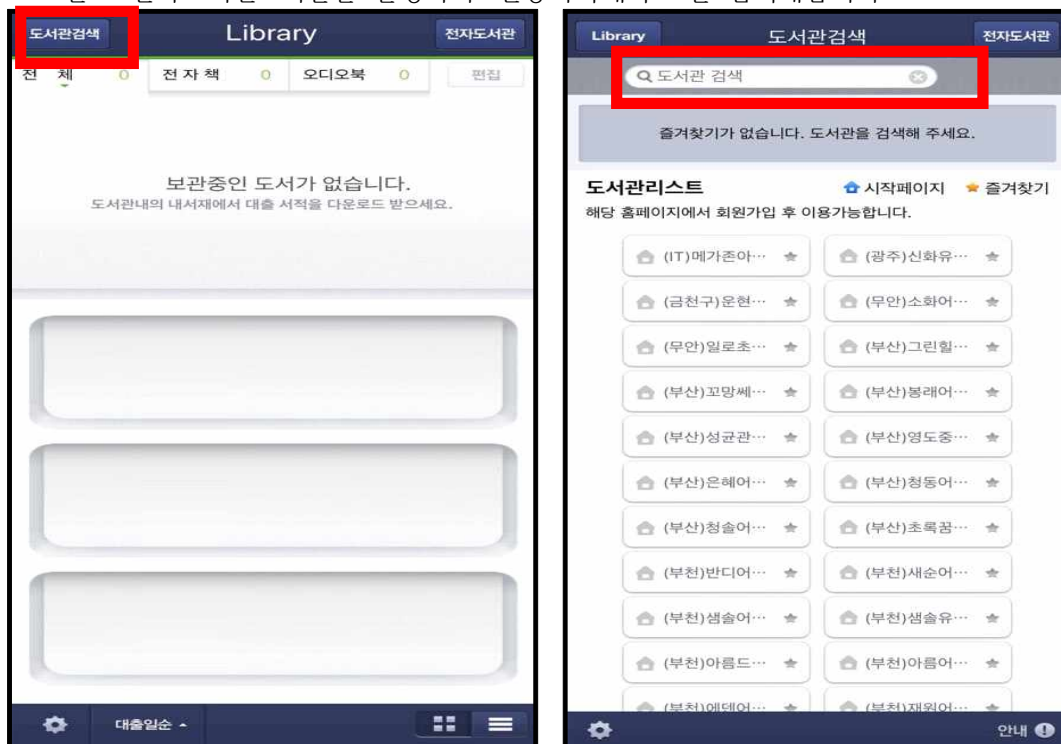 도서관검색
Library
전자도서관
전 체 0
전 자 책 0
오디오북 0
편집
보관중인 도서가 없습니다.
도서관내의 내서재에서 대출 서적을 다운로드 받으세요.
대출일순
Library
도서관검색
전자도서관
도서관 검색
즐겨찾기가 없습니다. 도서관을 검색해 주세요.
도서관리스트
시작페이지
즐겨찾기
해당 홈페이지에서 회원가입 후 이용가능합니다.
(IT)메가존아…
(광주)신화유…
(금천구)운현…
(무안)소화어…
(무안)일로초…
(부산)그린힐…
(부산)꼬망쎄…
(부산)봉래어…
(부산)성균관…
(부산)영도중…
(부산)은혜어…
(부산)청동어…
(부산)청솔어…
(부산)초록꿈…
(부천)반디어…
(부천)새순어…
(부천)샘솔어…
(부천)샘솔유…
(부천)아름드…
(부천)아름어…
(부천)에덴어…
(부천)재원어…
안내